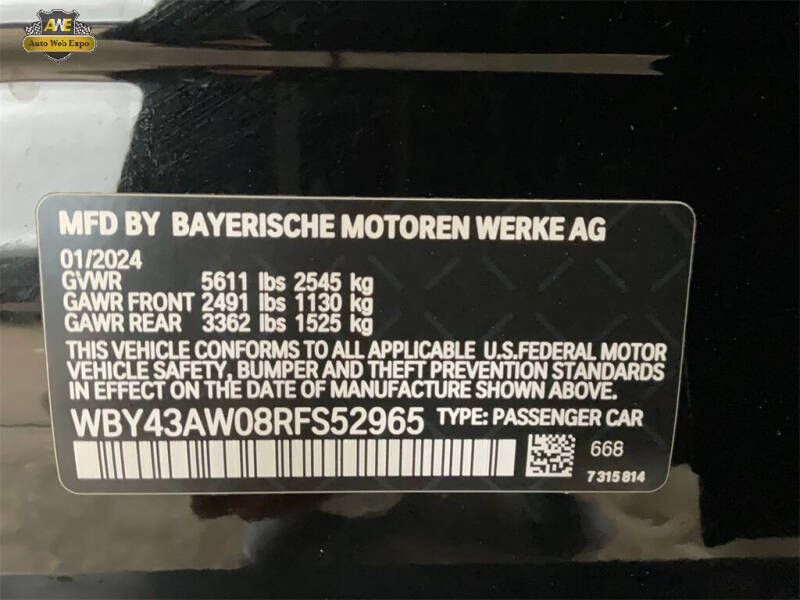 AWE
Auto Web Expo
MFD BY BAYERISCHE MOTOREN WERKE AG
01/2024
GVWR 5611 lbs 2545 kg
GAWR FRONT 2491 lbs 1130 kg
GAWR REAR 3362 lbs 1525 kg
THIS VEHICLE CONFORMS TO ALL APPLICABLE U.S.FEDERAL MOTOR
VEHICLE SAFETY, BUMPER AND THEFT PREVENTION STANDARDS
IN EFFECT ON THE DATE OF MANUFACTURE SHOWN ABOVE.
WBY43AW08RFS52965 TYPE: PASSENGER CAR
668
7 315 814